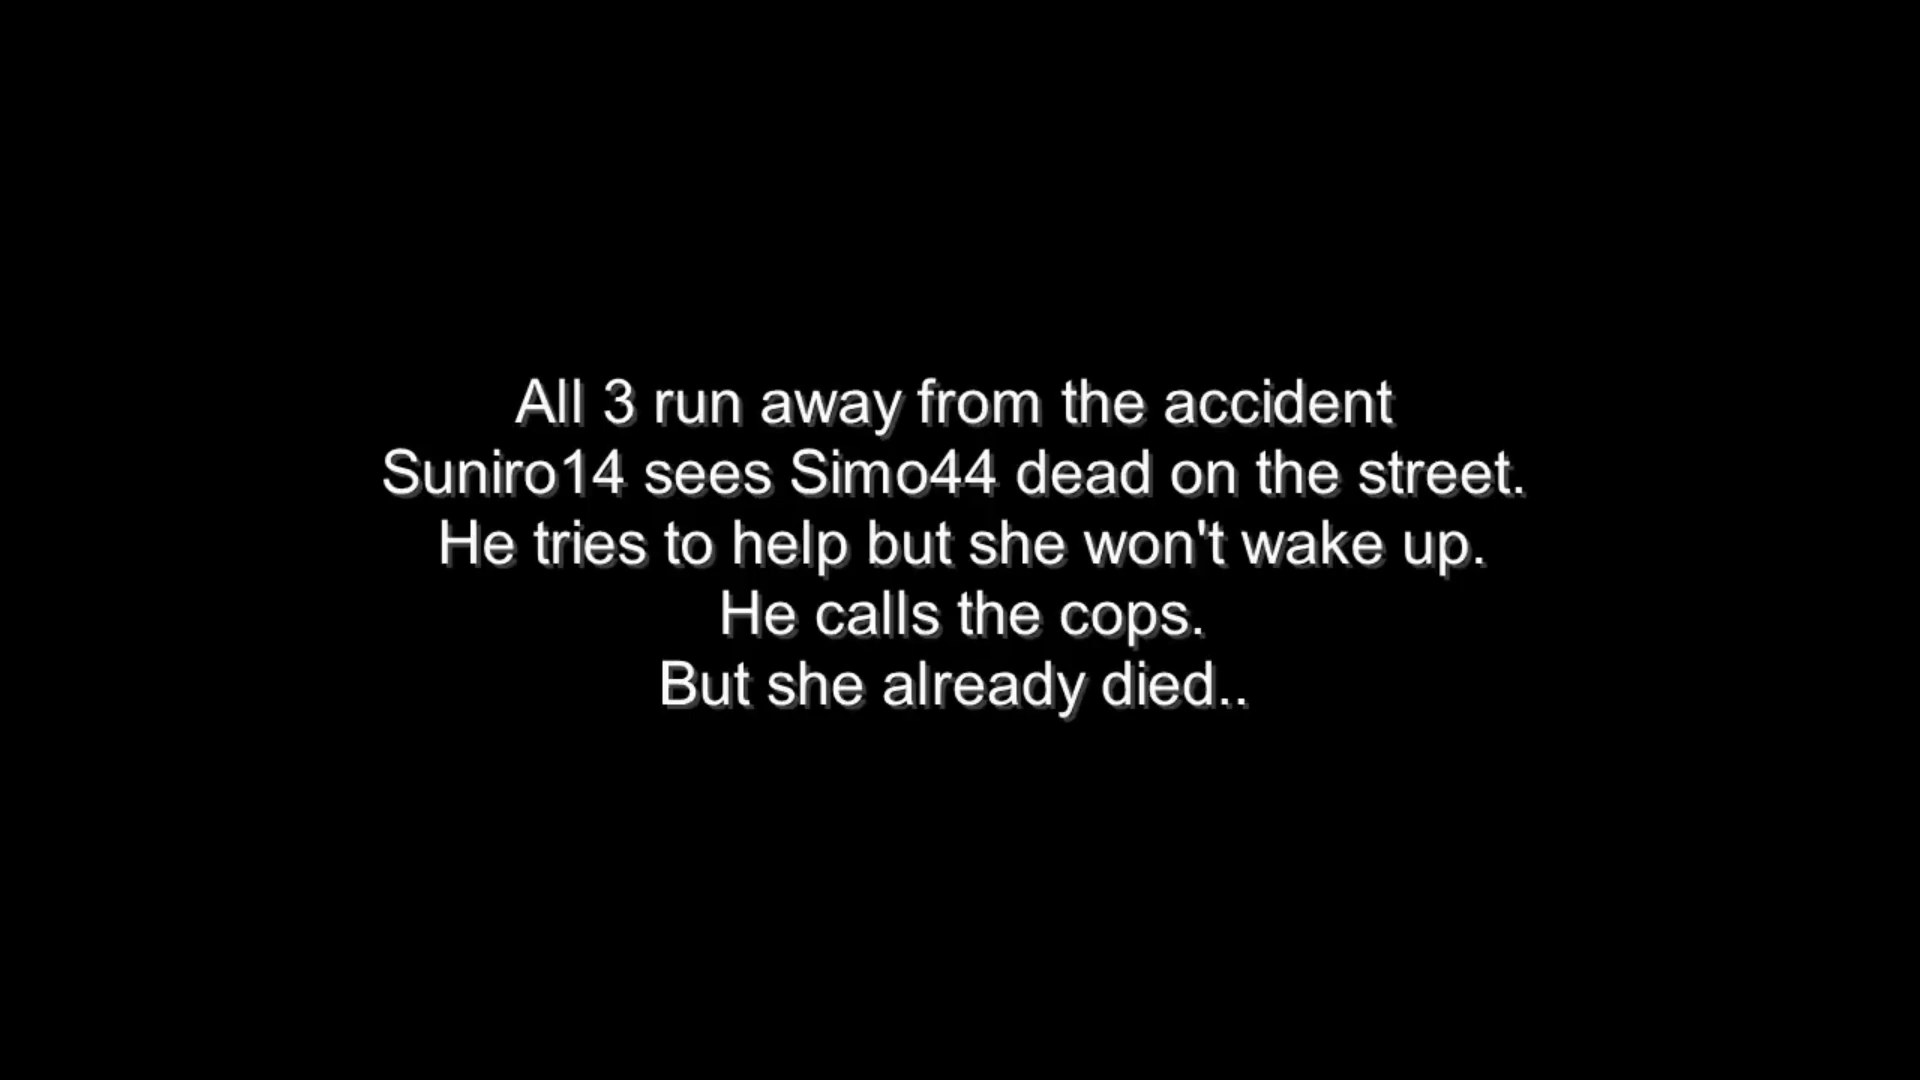 All 3 run away from the accident
Suniro14 sees Simo44 dead on the street.
He tries to help but she won't wake up.
He calls the cops.
But she already died..